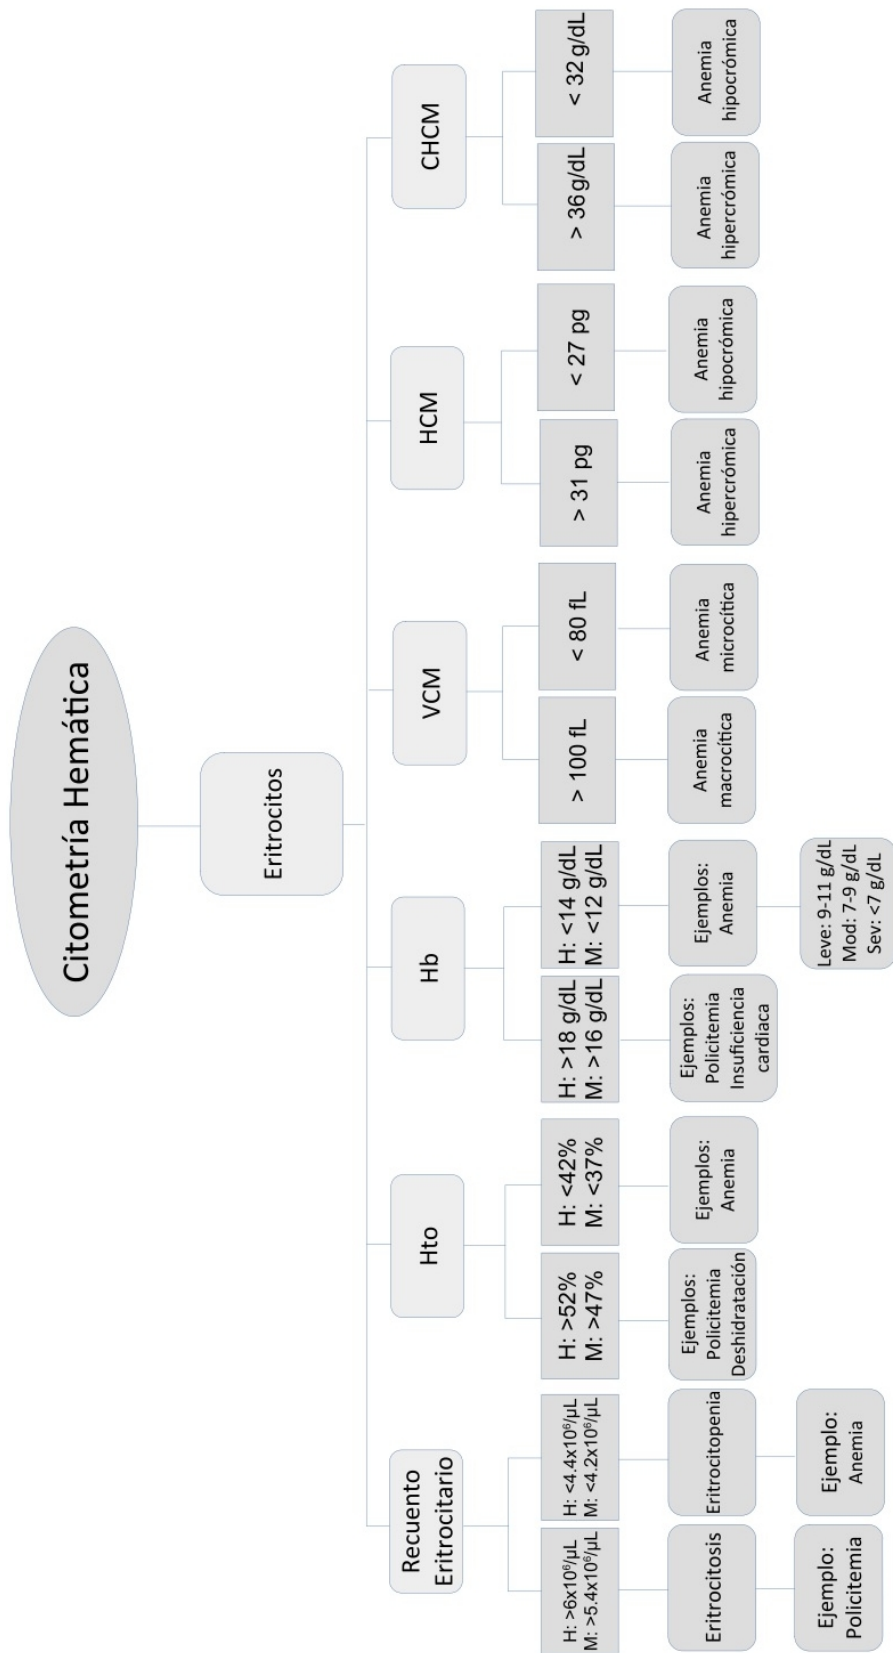 Citometría Hemática
Eritrocitos
Recuento
Eritrocitario
Hto
Hb
VCM
HCM
CHCM
H: >6x10⁶/µL
M: >5.4x10⁶/µL
H: <4.4x10⁶/µL
M: <4.2x10⁶/µL
H: >52%
M: >47%
H: <42%
M: <37%
H: >18 g/dL
M: >16 g/dL
H: <14 g/dL
M: <12 g/dL
> 100 fL
< 80 fL
> 31 pg
< 27 pg
> 36 g/dL
< 32 g/dL
Eritrocitosis
Eritrocitopenia
Ejemplos:
Policitemia
Deshidratación
Ejemplos:
Anemia
Ejemplos:
Policitemia
Insuficiencia
cardiaca
Ejemplos:
Anemia
Anemia
macrocítica
Anemia
microcítica
Anemia
hipercrómica
Anemia
hipocrómica
Anemia
hipercrómica
Anemia
hipocrómica
Ejemplo:
Policitemia
Ejemplo:
Anemia
Leve: 9-11 g/dL
Mod: 7-9 g/dL
Sev: <7 g/dL